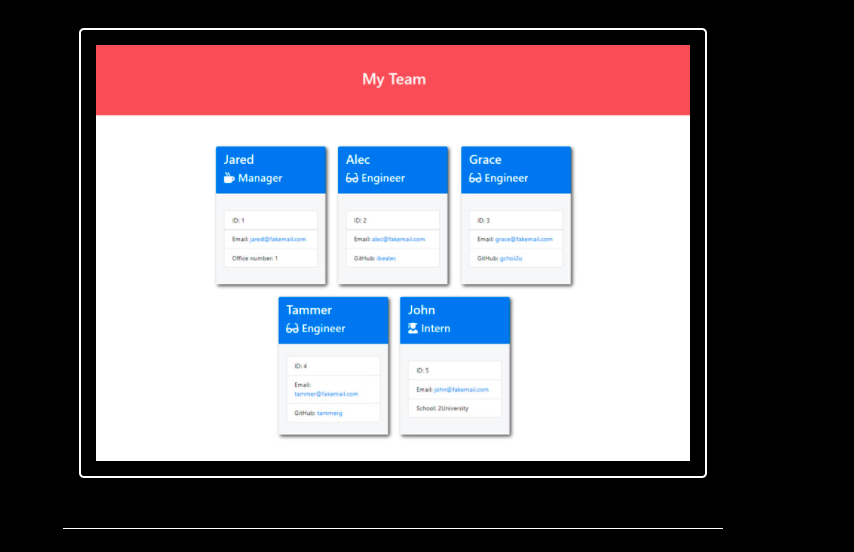 My Team
Jared
Manager
ID: 1
Email: jared@fakemail.com
Office number: 1
Alec
Engineer
ID: 2
Email: alec@fakemail.com
GitHub: ibealec
Grace
Engineer
ID: 3
Email: grace@fakemail.com
GitHub: gchoi2u
Tammer
Engineer
ID: 4
Email:
tammer@fakemail.com
GitHub: tammerg
John
Intern
ID: 5
Email: john@fakemail.com
School: 2University